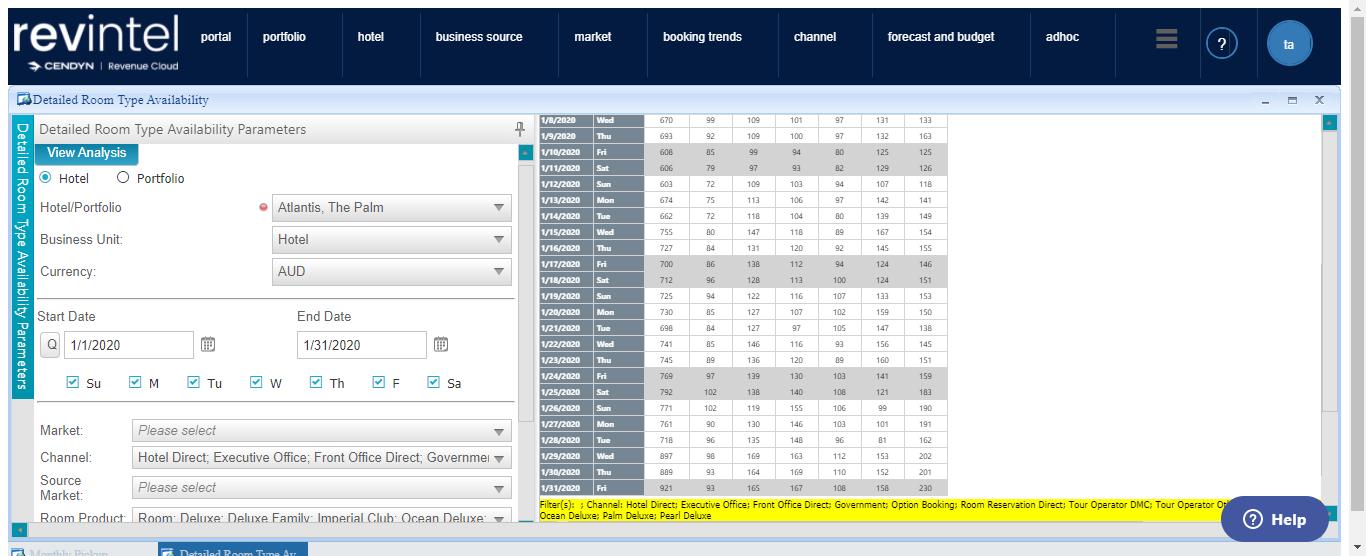 revintel
CENDYN | Revenue Cloud
portal portfolio hotel business source market booking trends channel forecast and budget adhoc ? ta
Detailed Room Type Availability
Detailed Room Type Availability Parameters
Detailed Room Type Availability Parameters
View Analysis
Hotel Portfolio
Hotel/Portfolio Atlantis, The Palm
Business Unit: Hotel
Currency: AUD
Start Date End Date
Q 1/1/2020 1/31/2020
Su M Tu W Th F Sa
Market: Please select
Channel: Hotel Direct; Executive Office; Front Office Direct; Governme
Source Market: Please select
Room Product: Room; Deluxe; Deluxe Family; Imperial Club; Ocean Deluxe;
1/8/2020 Wed 670 99 109 101 97 131 133
1/9/2020 Thu 693 92 109 100 97 132 163
1/10/2020 Fri 608 85 99 94 80 125 125
1/11/2020 Sat 606 79 97 93 82 129 126
1/12/2020 Sun 603 72 109 103 94 107 118
1/13/2020 Mon 674 75 113 106 97 142 141
1/14/2020 Tue 662 72 118 104 80 139 149
1/15/2020 Wed 755 80 147 118 89 167 154
1/16/2020 Thu 727 84 131 120 92 145 155
1/17/2020 Fri 700 86 138 112 94 124 146
1/18/2020 Sat 712 96 128 113 100 124 151
1/19/2020 Sun 725 94 122 116 107 133 153
1/20/2020 Mon 730 85 127 107 102 159 150
1/21/2020 Tue 698 84 127 97 105 147 138
1/22/2020 Wed 741 85 146 116 93 156 145
1/23/2020 Thu 745 89 136 120 89 160 151
1/24/2020 Fri 769 97 139 130 103 141 159
1/25/2020 Sat 792 102 138 140 108 121 183
1/26/2020 Sun 771 102 119 155 106 99 190
1/27/2020 Mon 761 90 130 146 103 101 191
1/28/2020 Tue 718 96 135 148 96 81 162
1/29/2020 Wed 897 98 169 163 112 153 202
1/30/2020 Thu 889 93 164 169 110 152 201
1/31/2020 Fri 921 93 165 167 108 158 230
Filter(s): ; Channel: Hotel Direct; Executive Office; Front Office Direct; Government; Option Booking; Room Reservation Direct; Tour Operator DMC; Tour Operator
Ocean Deluxe; Palm Deluxe; Pearl Deluxe
? Help
Monthly Pickup Detailed Room Type Av